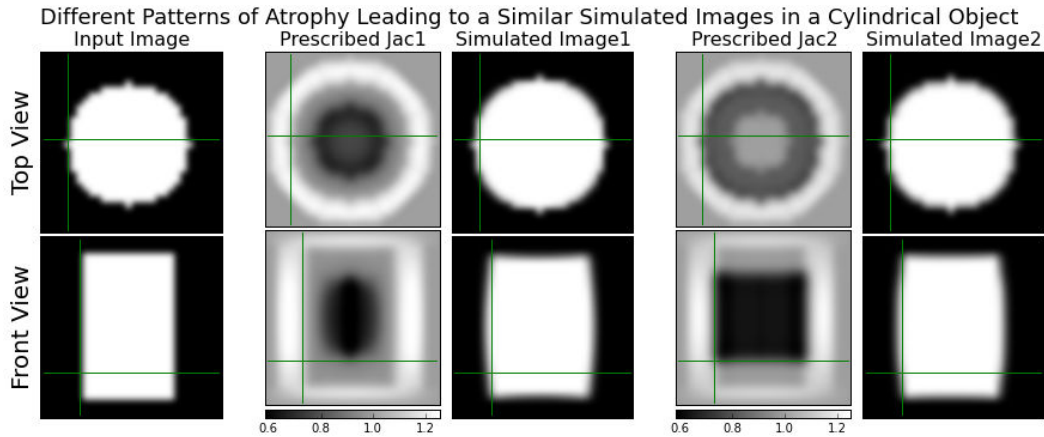 Different Patterns of Atrophy Leading to a Similar Simulated Images in a Cylindrical Object
Input Image Prescribed Jac1 Simulated Image1 Prescribed Jac2 Simulated Image2
Top View
Front View
0.6 0.8 1.0 1.2 0.6 0.8 1.0 1.2